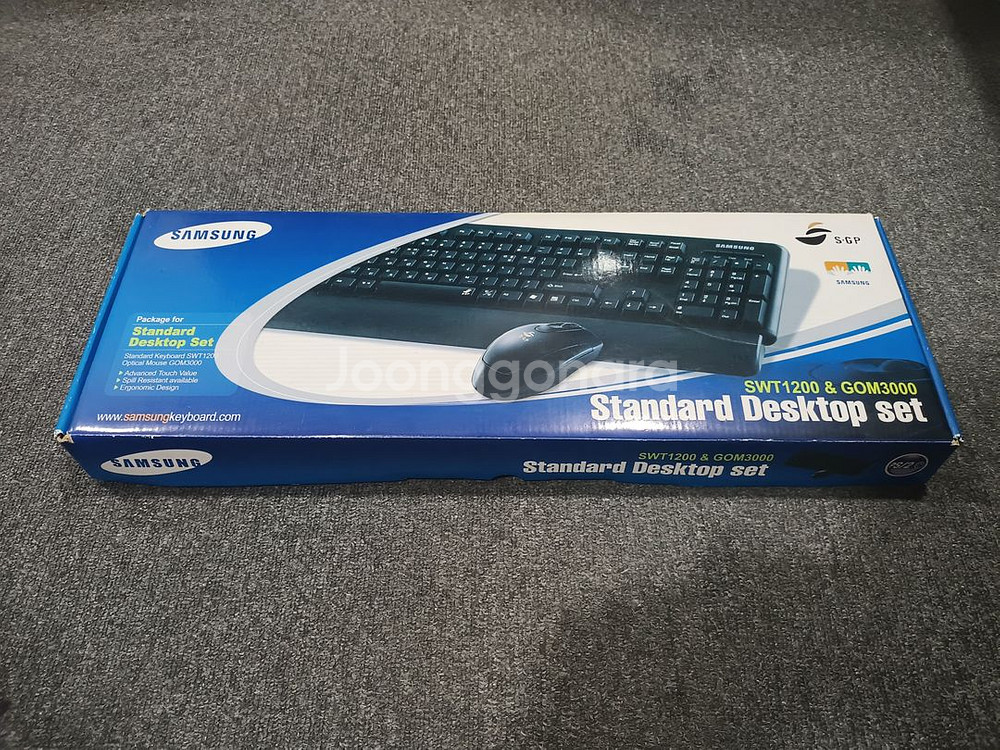 SAMSUNG
SAMSUNG
S·GP
SAMSUNG
Package for
Standard
Desktop Set
Standard Keyboard SWT120
Optical Mouse GOM3000
Advanced Touch Value
Spill Resistant available
Ergonomic Design
Joonggonara
www.samsungkeyboard.com
SWT1200 & GOM3000
Standard Desktop set
SAMSUNG
SWT1200 & GOM3000
Standard Desktop set